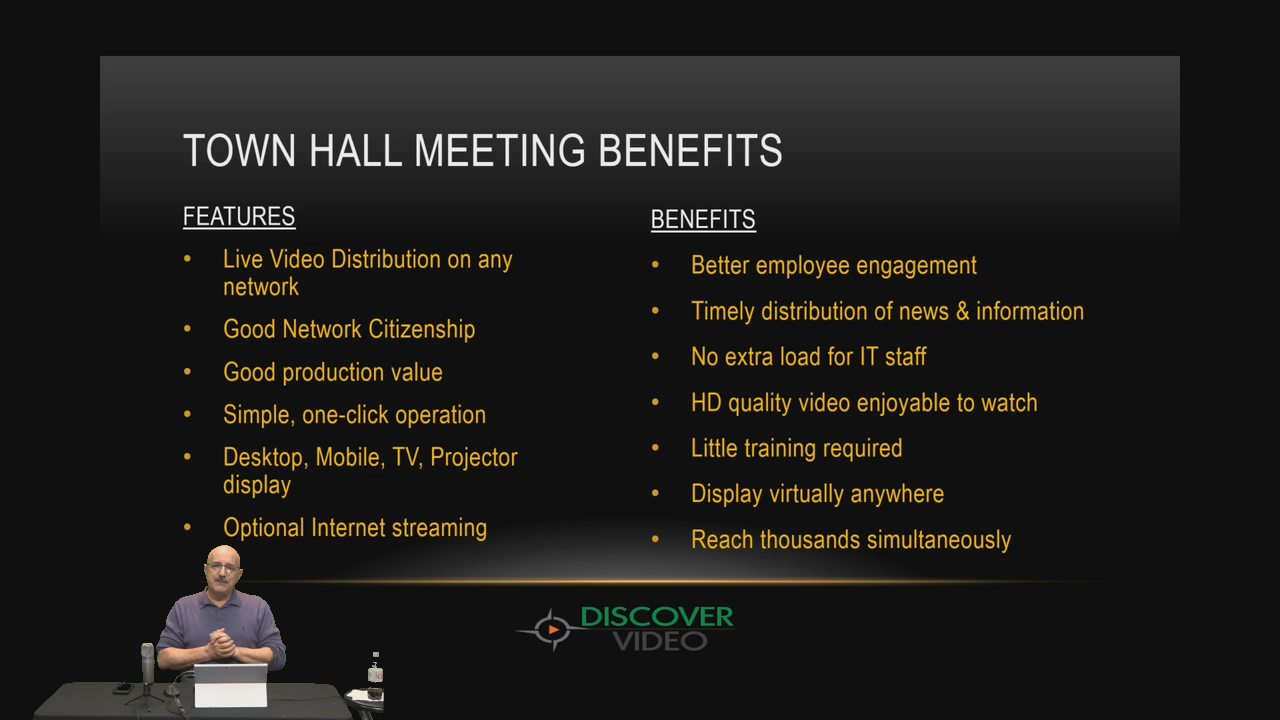 TOWN HALL MEETING BENEFITS
FEATURES
• Live Video Distribution on any
network
• Good Network Citizenship
• Good production value
• Simple, one-click operation
• Desktop, Mobile, TV, Projector
display
• Optional Internet streaming
BENEFITS
• Better employee engagement
• Timely distribution of news & information
• No extra load for IT staff
• HD quality video enjoyable to watch
• Little training required
• Display virtually anywhere
• Reach thousands simultaneously
DISCOVER
VIDEO